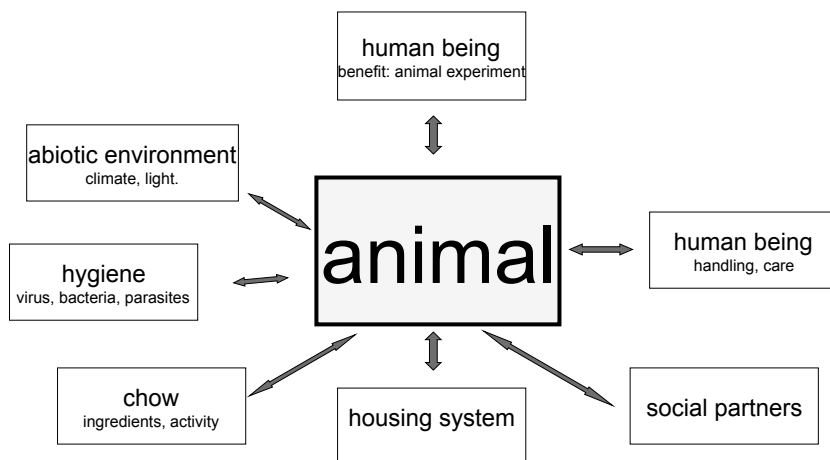 human being
benefit: animal experiment
abiotic environment
climate, light.
animal
human being
handling, care
hygiene
virus, bacteria, parasites
chow
ingredients, activity
housing system
social partners